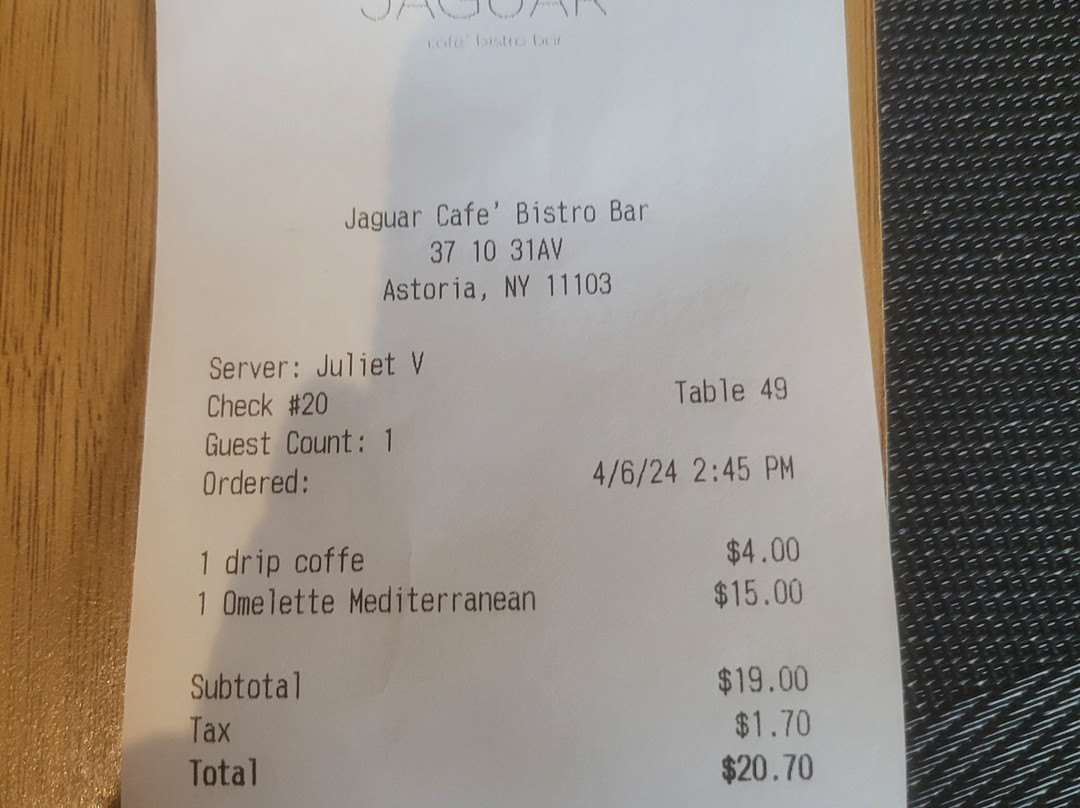 JAGUAR
cafe' bistro bar
Jaguar Cafe' Bistro Bar
37 10 31AV
Astoria, NY 11103
Server: Juliet V
Check #20
Table 49
Guest Count: 1
Ordered:
4/6/24 2:45 PM
1 drip coffe
$4.00
1 Omelette Mediterranean
$15.00
Subtotal
$19.00
Tax
$1.70
Total
$20.70